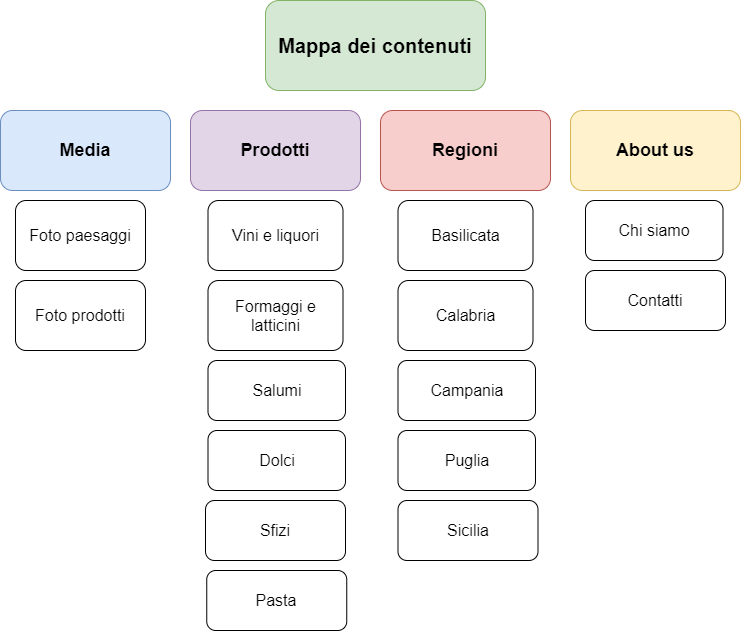 Mappa dei contenuti
Media
Prodotti
Regioni
About us
Foto paesaggi
Foto prodotti
Vini e liquori
Formaggi e
latticini
Salumi
Dolci
Sfizi
Pasta
Basilicata
Calabria
Campania
Puglia
Sicilia
Chi siamo
Contatti